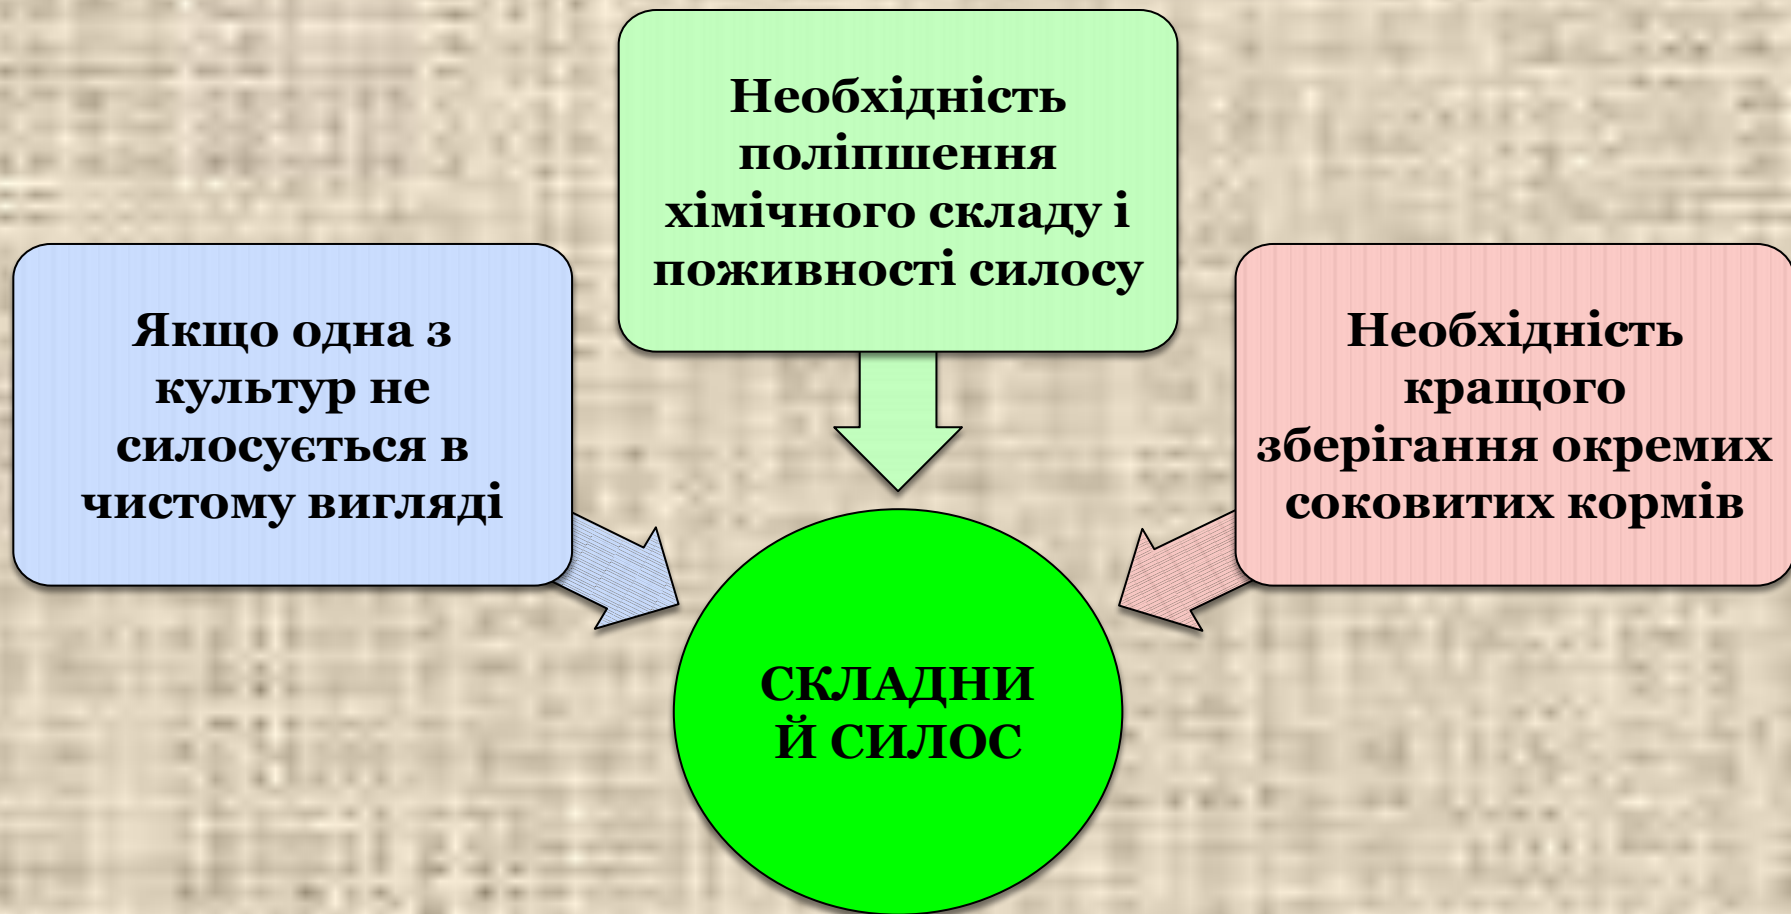 Необхідність
поліпшення
хімічного складу і
поживності силосу
Якщо одна з
культур не
силосується в
чистому вигляді
Необхідність
кращого
зберігання окремих
соковитих кормів
СКЛАДНИ
Й СИЛОС